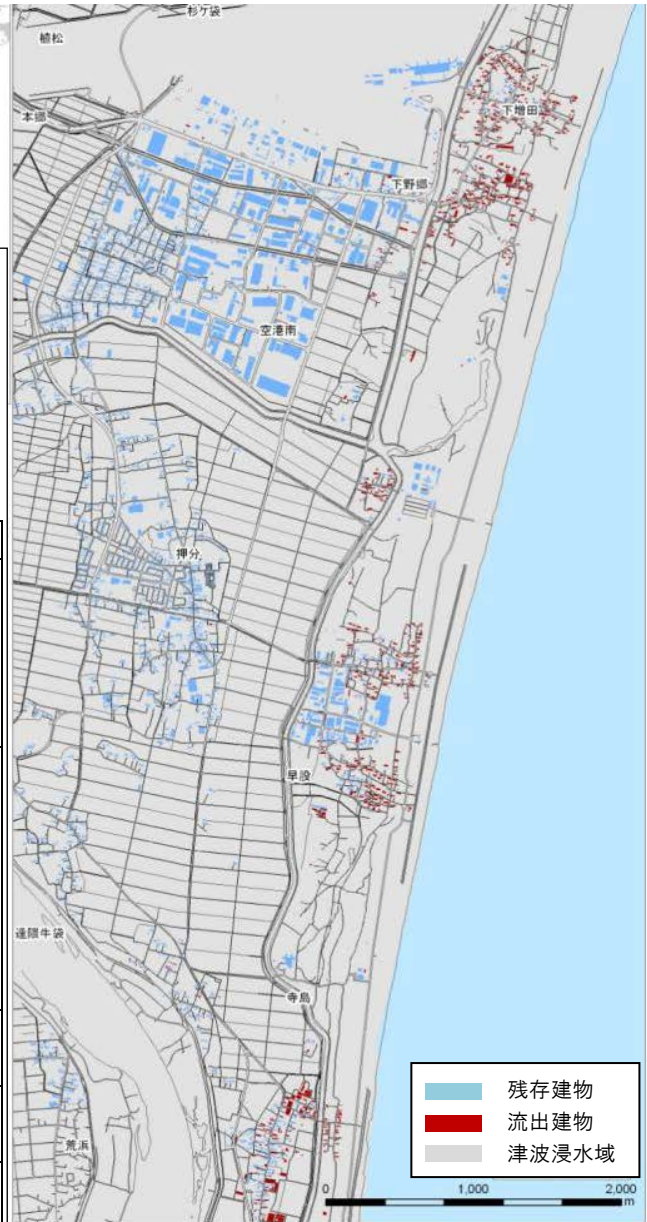 杉ケ袋
植松
本郷
下増田
下野郷
空港南
押分
早股
逢隈牛袋
寺島
荒浜
残存建物
流出建物
津波浸水域
0 1,000 2,000
m